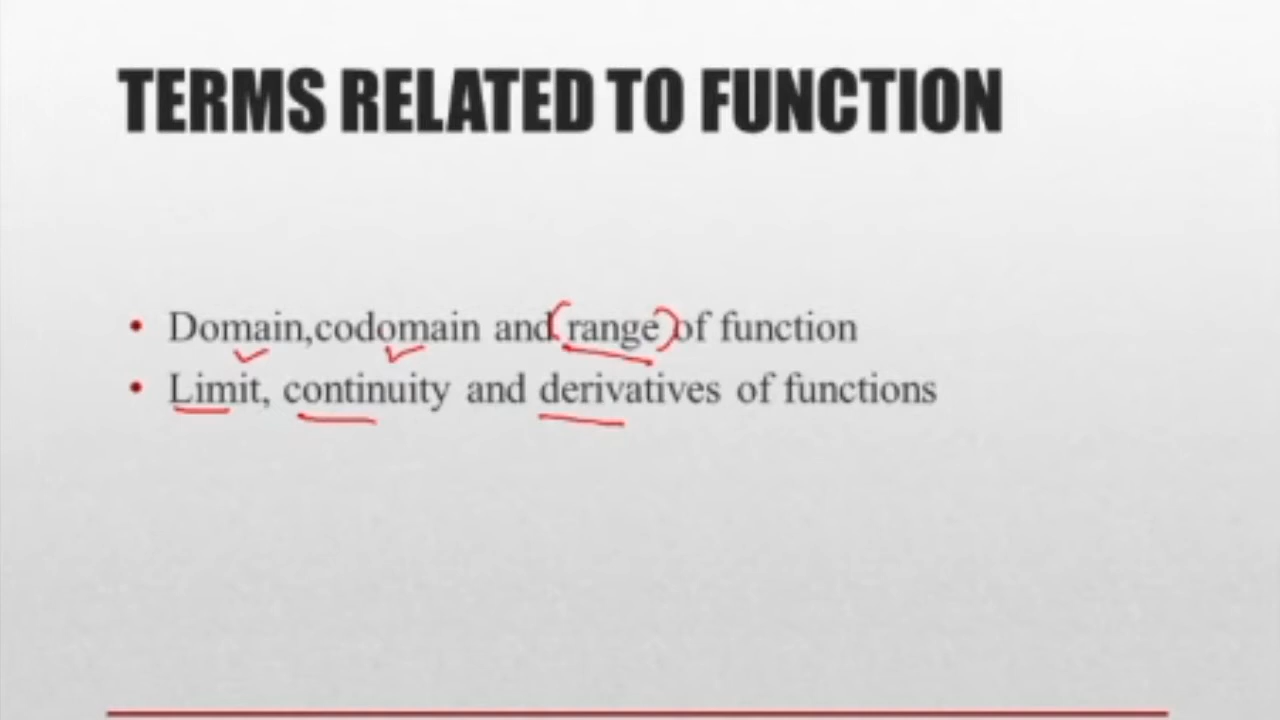 TERMS RELATED TO FUNCTION
• Domain,codomain and (range) of function
• Limit, continuity and derivatives of functions